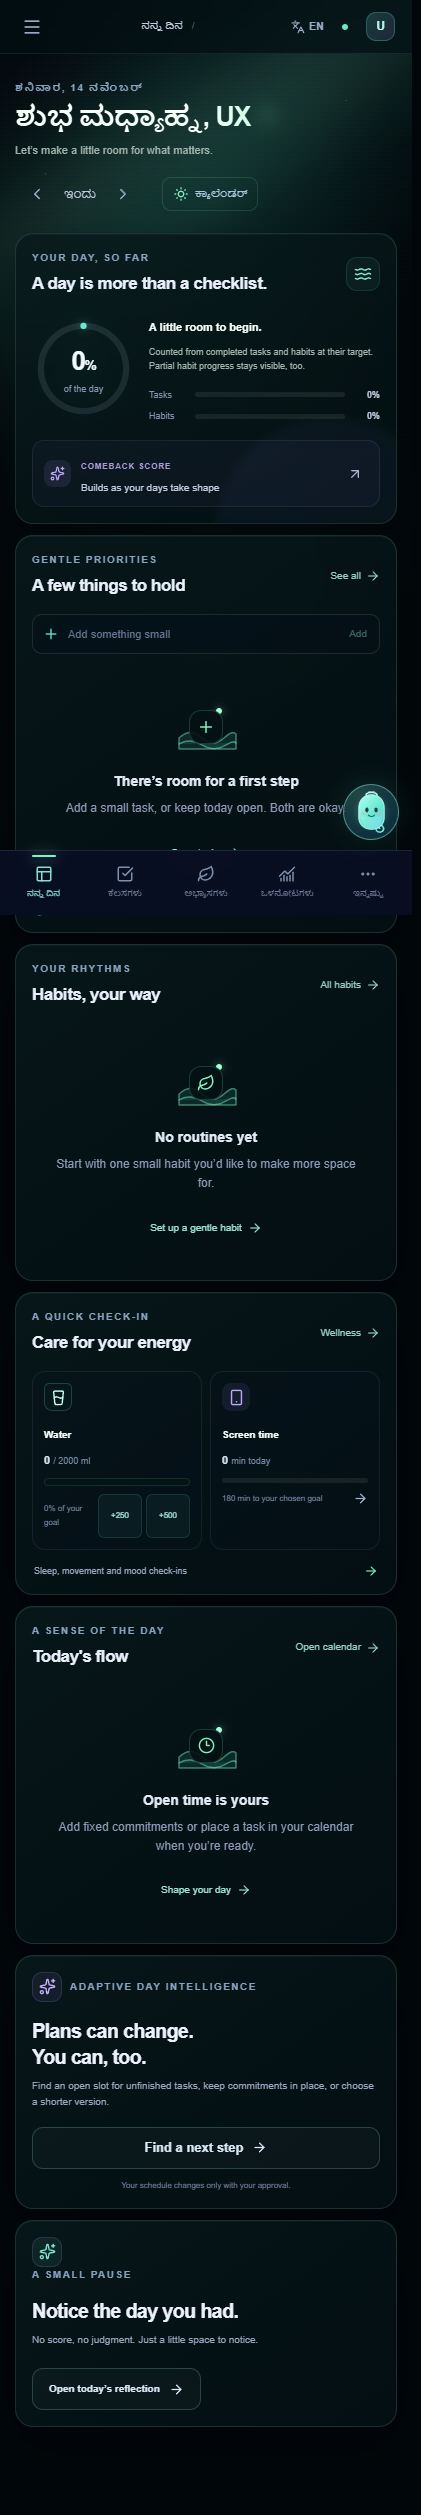 ನನ್ನ ದಿನ /
EN
U
ಶನಿವಾರ, 14 ನವೆಂಬರ್
ಶುಭ ಮಧ್ಯಾಹ್ನ, UX
Let's make a little room for what matters.
ಇಂದು
ಕ್ಯಾಲೆಂಡರ್
YOUR DAY, SO FAR
A day is more than a checklist.
0%
of the day
A little room to begin.
Counted from completed tasks and habits at their target.
Partial habit progress stays visible, too.
Tasks 0%
Habits 0%
COMEBACK SCORE
Builds as your days take shape
GENTLE PRIORITIES
A few things to hold
See all
Add something small Add
There's room for a first step
Add a small task, or keep today open. Both are okay
ನನ್ನ ದಿನ
ಕೆಲಸಗಳು
ಅಭ್ಯಾಸಗಳು
ಒಳನೋಟಗಳು
ಇನ್ನಷ್ಟು
YOUR RHYTHMS
Habits, your way
All habits
No routines yet
Start with one small habit you'd like to make more space
for.
Set up a gentle habit
A QUICK CHECK-IN
Care for your energy
Wellness
Water
0 / 2000 ml
0% of your
goal
+250
+500
Screen time
0 min today
180 min to your chosen goal
Sleep, movement and mood check-ins
A SENSE OF THE DAY
Today's flow
Open calendar
Open time is yours
Add fixed commitments or place a task in your calendar
when you're ready.
Shape your day
ADAPTIVE DAY INTELLIGENCE
Plans can change.
You can, too.
Find an open slot for unfinished tasks, keep commitments in place, or choose
a shorter version.
Find a next step
Your schedule changes only with your approval.
A SMALL PAUSE
Notice the day you had.
No score, no judgment. Just a little space to notice.
Open today's reflection